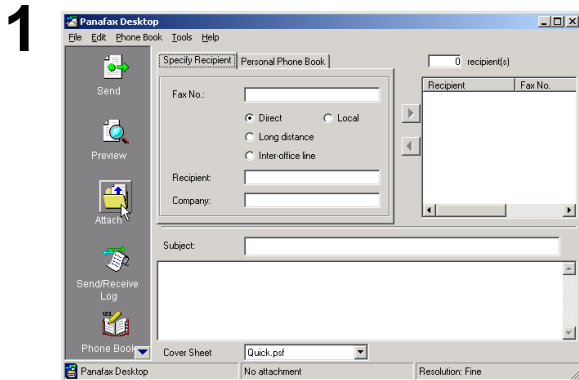 1
Panafax Desktop
File Edit Phone Book Tools Help
Send
Preview
Attach
Send/Receive
Log
Phone Book
Specify Recipient Personal Phone Book
Fax No.:
Direct Local
Long distance
Inter-office line
Recipient:
Company:
0 recipient(s)
Recipient Fax No.
Subject:
Cover Sheet Quick.psf
Panafax Desktop No attachment Resolution: Fine